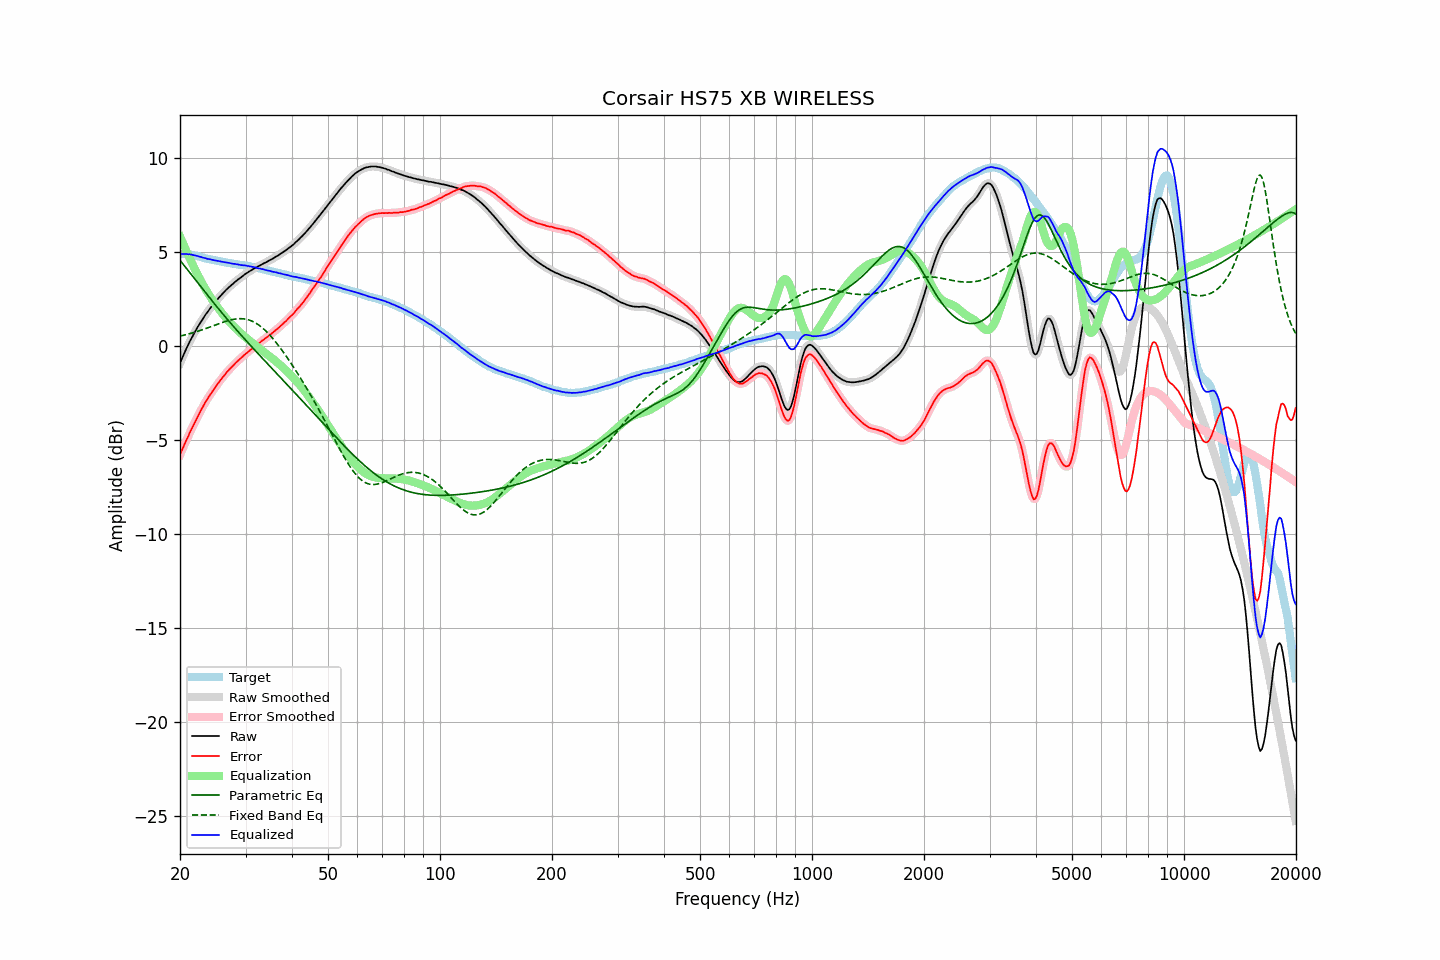 Corsair HS75 XB WIRELESS
Amplitude (dBr)
10
5
0
−5
−10
−15
−20
−25
Target
Raw Smoothed
Error Smoothed
Raw
Error
Equalization
Parametric Eq
Fixed Band Eq
Equalized
20 50 100 200 500 1000 2000 5000 10000 20000
Frequency (Hz)